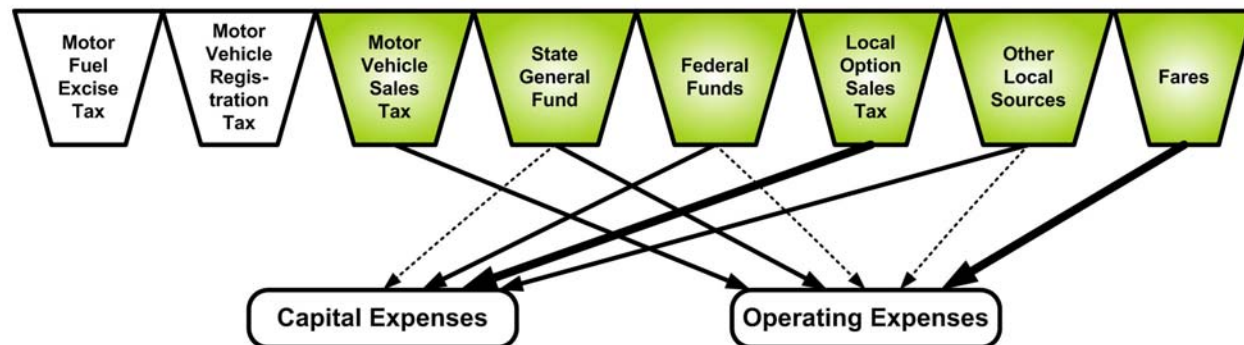 Motor
Fuel
Excise
Tax
Motor
Vehicle
Regis-
tration
Tax
Motor
Vehicle
Sales
Tax
State
General
Fund
Federal
Funds
Local
Option
Sales
Tax
Other
Local
Sources
Fares
Capital Expenses
Operating Expenses